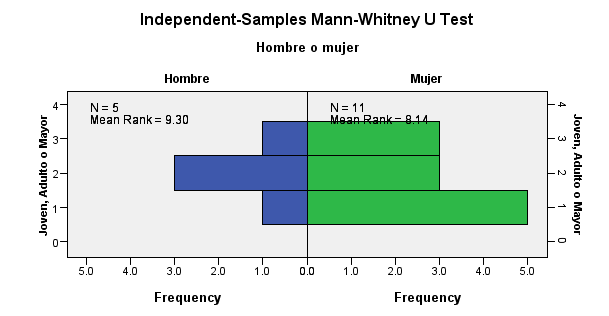 Independent-Samples Mann-Whitney U Test
Hombre o mujer
Hombre Mujer
N = 5
Mean Rank = 9.30
N = 11
Mean Rank = 8.14
Joven, Adulto o Mayor
4
3
2
1
0
4
3
2
1
0
Joven, Adulto o Mayor
5.0 4.0 3.0 2.0 1.0 0.0 0.0 1.0 2.0 3.0 4.0 5.0
Frequency Frequency